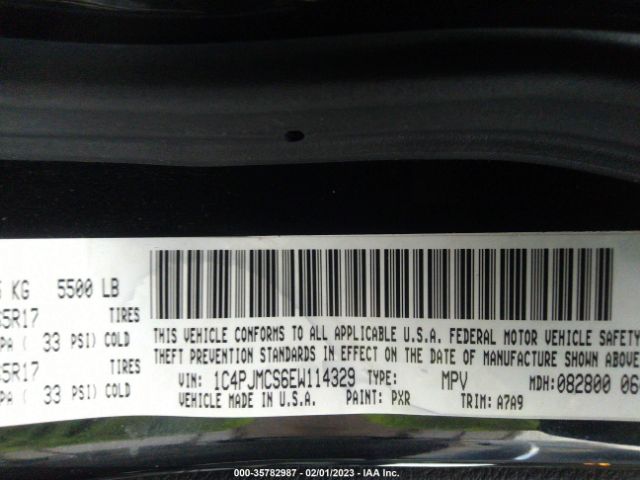 KG 5500 LB
5R17 TIRES
PA ( 33 PSI) COLD
5R17 TIRES
PA ( 33 PSI) COLD
THIS VEHICLE CONFORMS TO ALL APPLICABLE U.S.A. FEDERAL MOTOR VEHICLE SAFETY
THEFT PREVENTION STANDARDS IN EFFECT ON THE DATE OF MANUFACTURE SHOWN ABOVE
VIN: 1C4PJMCS6EW114329 TYPE: MPV MDH: 082800 06
VEHICLE MADE IN U.S.A. PAINT: PXR TRIM: A7A9
000-35782987 - 02/01/2023 - IAA Inc.